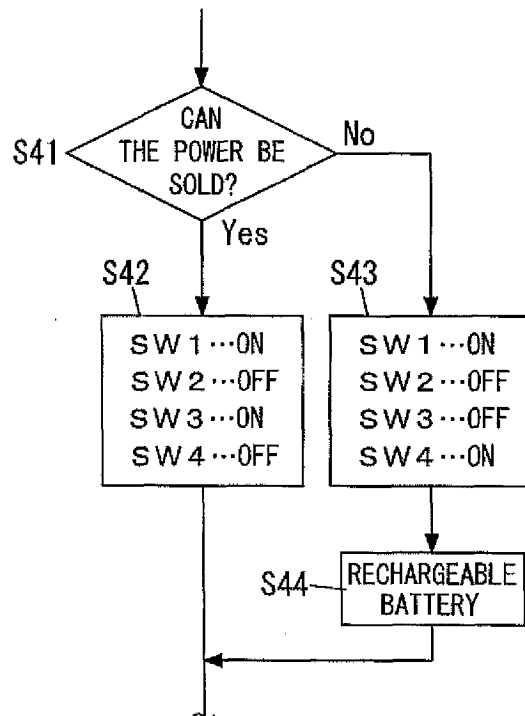 CAN
THE POWER BE
SOLD?
S41
No
Yes
S42
SW1…ON
SW2…OFF
SW3…ON
SW4…OFF
S43
SW1…ON
SW2…OFF
SW3…OFF
SW4…ON
S44
RECHARGEABLE
BATTERY